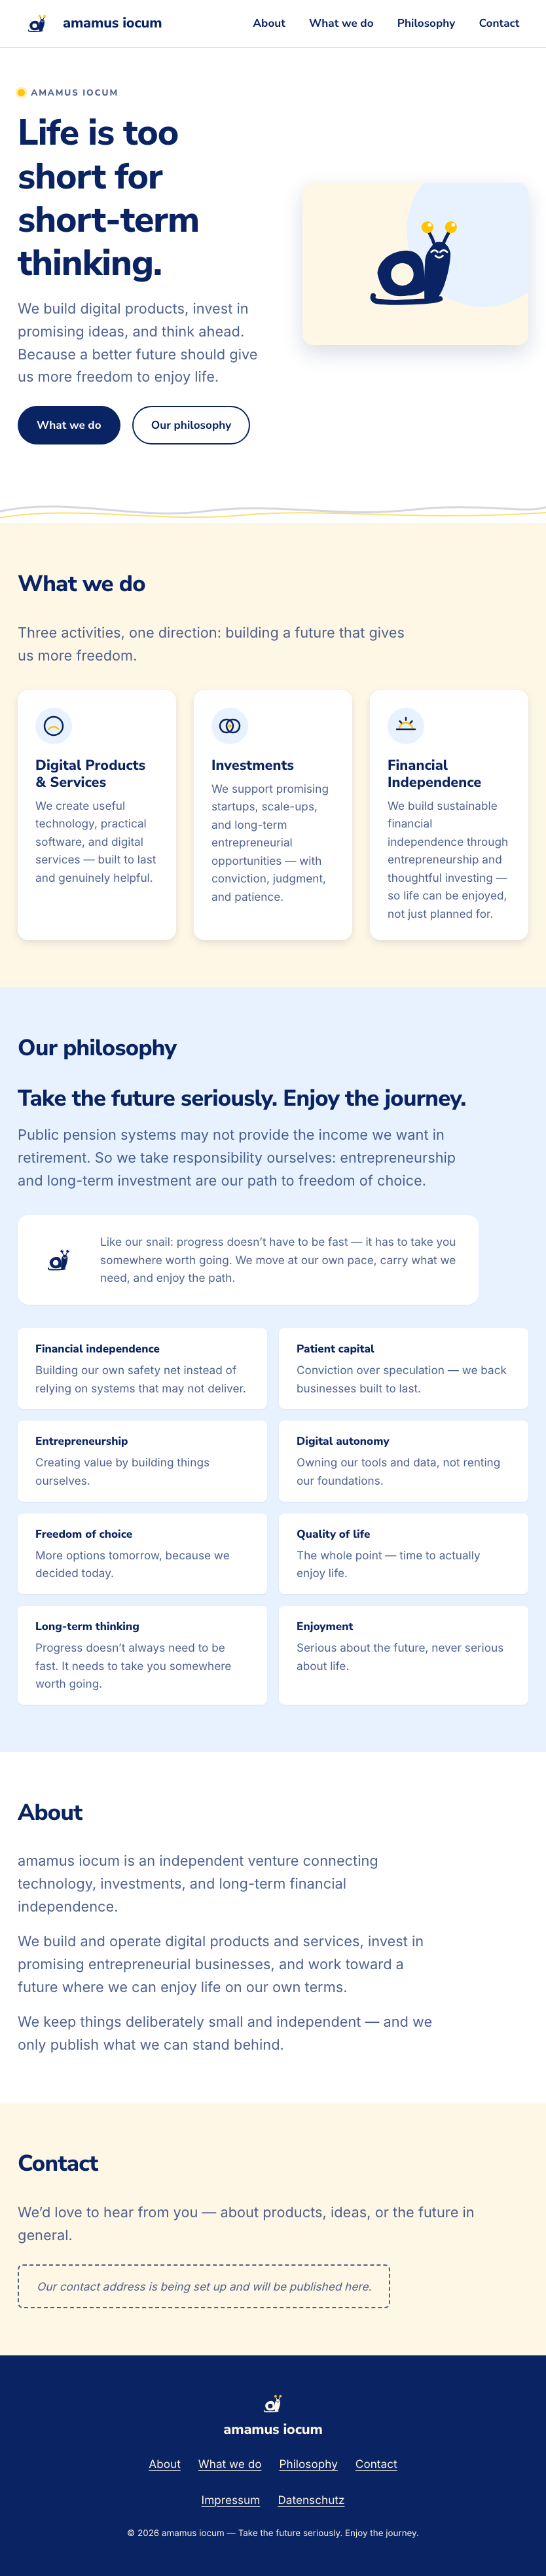 amamus iocum
About What we do Philosophy Contact
AMAMUS IOCUM
Life is too
short for
short-term
thinking.
We build digital products, invest in
promising ideas, and think ahead.
Because a better future should give
us more freedom to enjoy life.
What we do
Our philosophy
What we do
Three activities, one direction: building a future that gives
us more freedom.
Digital Products
& Services
We create useful
technology, practical
software, and digital
services — built to last
and genuinely helpful.
Investments
We support promising
startups, scale-ups,
and long-term
entrepreneurial
opportunities — with
conviction, judgment,
and patience.
Financial
Independence
We build sustainable
financial
independence through
entrepreneurship and
thoughtful investing —
so life can be enjoyed,
not just planned for.
Our philosophy
Take the future seriously. Enjoy the journey.
Public pension systems may not provide the income we want in
retirement. So we take responsibility ourselves: entrepreneurship
and long-term investment are our path to freedom of choice.
Like our snail: progress doesn’t have to be fast — it has to take you
somewhere worth going. We move at our own pace, carry what we
need, and enjoy the path.
Financial independence
Building our own safety net instead of
relying on systems that may not deliver.
Patient capital
Conviction over speculation — we back
businesses built to last.
Entrepreneurship
Creating value by building things
ourselves.
Digital autonomy
Owning our tools and data, not renting
our foundations.
Freedom of choice
More options tomorrow, because we
decided today.
Quality of life
The whole point — time to actually
enjoy life.
Long-term thinking
Progress doesn’t always need to be
fast. It needs to take you somewhere
worth going.
Enjoyment
Serious about the future, never serious
about life.
About
amamus iocum is an independent venture connecting
technology, investments, and long-term financial
independence.
We build and operate digital products and services, invest in
promising entrepreneurial businesses, and work toward a
future where we can enjoy life on our own terms.
We keep things deliberately small and independent — and we
only publish what we can stand behind.
Contact
We’d love to hear from you — about products, ideas, or the future in
general.
Our contact address is being set up and will be published here.
amamus iocum
About What we do Philosophy Contact
Impressum Datenschutz
© 2026 amamus iocum — Take the future seriously. Enjoy the journey.